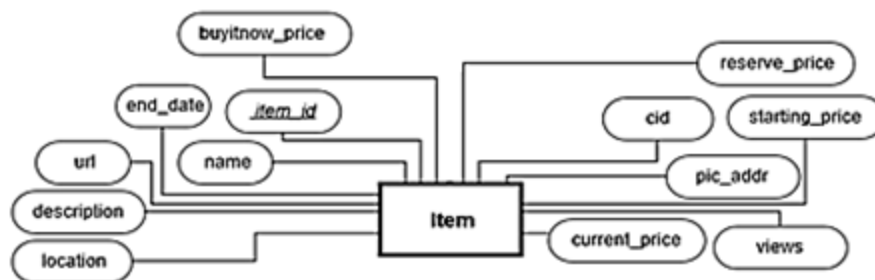 buyitnow_price
reserve_price
end_date
item_id
cid
starting_price
url
name
pic_addr
description
Item
location
current_price
views